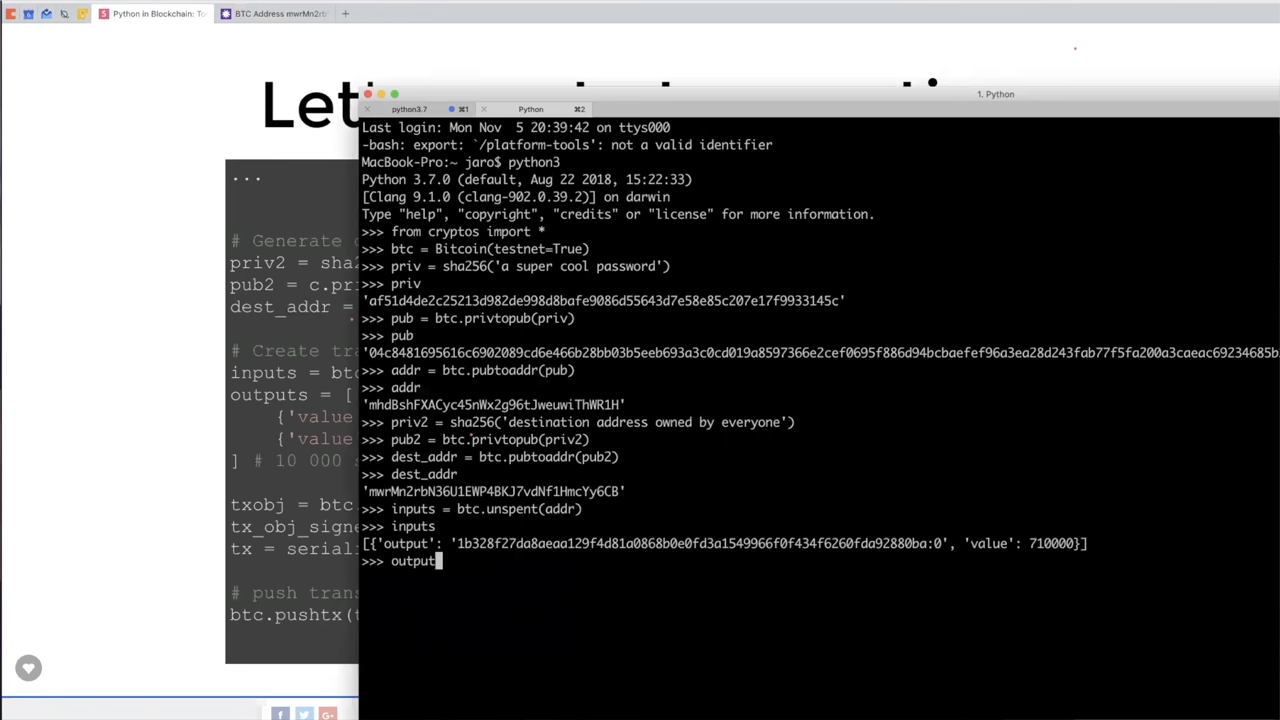 Python in Blockchain: To
BTC Address mwrMn2rb
Let
1. Python
python3.7 ⌘1
Python ⌘2
Last login: Mon Nov  5 20:39:42 on ttys000
-bash: export: `/platform-tools': not a valid identifier
MacBook-Pro:~ jaro$ python3
Python 3.7.0 (default, Aug 22 2018, 15:22:33)
[Clang 9.1.0 (clang-902.0.39.2)] on darwin
Type "help", "copyright", "credits" or "license" for more information.
>>> from cryptos import *
>>> btc = Bitcoin(testnet=True)
>>> priv = sha256('a super cool password')
>>> priv
'af51d4de2c25213d982de998d8bafe9086d55643d7e58e85c207e17f9933145c'
>>> pub = btc.privtopub(priv)
>>> pub
'04c8481695616c6902089cd6e466b28bb03b5eeb693a3c0cd019a8597366e2cef0695f886d94bcbaefef96a3ea28d243fab77f5fa200a3caeac69234685b
>>> addr = btc.pubtoaddr(pub)
>>> addr
'mhdBshFXACyc45nWx2g96tJweuwiThWR1H'
>>> priv2 = sha256('destination address owned by everyone')
>>> pub2 = btc.privtopub(priv2)
>>> dest_addr = btc.pubtoaddr(pub2)
>>> dest_addr
'mwrMn2rbN36U1EWP4BKJ7vdNf1HmcYy6CB'
>>> inputs = btc.unspent(addr)
>>> inputs
[{'output': '1b328f27da8aeaa129f4d81a0868b0e0fd3a1549966f0f434f6260fda92880ba:0', 'value': 710000}]
>>> output
...
# Generate
priv2 = sha2
pub2 = c.pri
dest_addr =
# Create tra
inputs = btc
outputs = [
{'value
{'value
] # 10 000
txobj = btc
tx_obj_signe
tx = seriali
# push trans
btc.pushtx(t